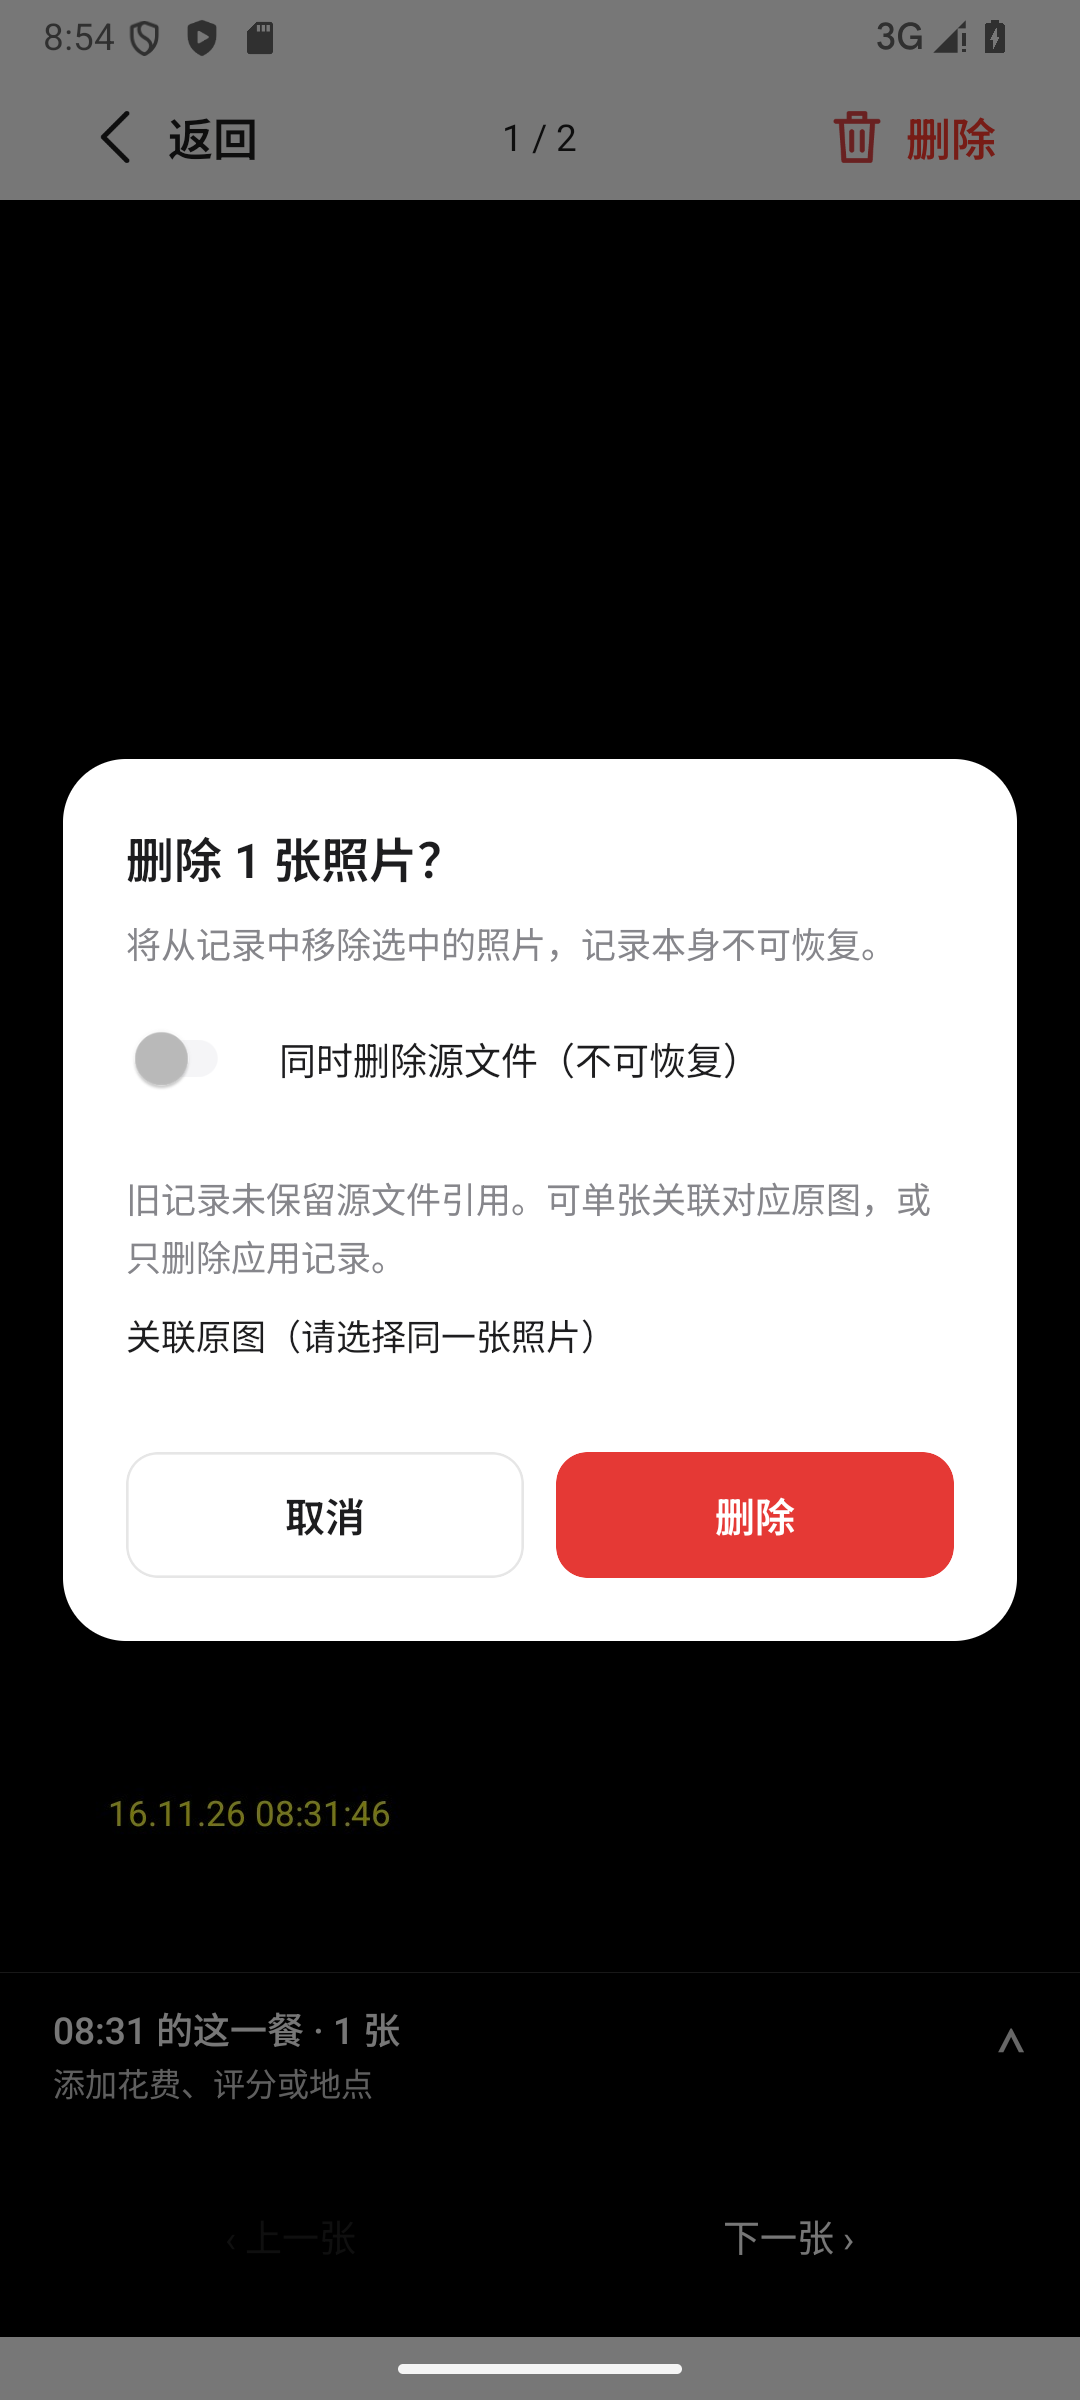 8:54
3G
返回
1 / 2
删除
删除 1 张照片？
将从记录中移除选中的照片，记录本身不可恢复。
同时删除源文件（不可恢复）
旧记录未保留源文件引用。可单张关联对应原图，或
只删除应用记录。
关联原图（请选择同一张照片）
取消
删除
16.11.26 08:31:46
08:31 的这一餐 · 1 张
添加花费、评分或地点
‹ 上一张
下一张 ›